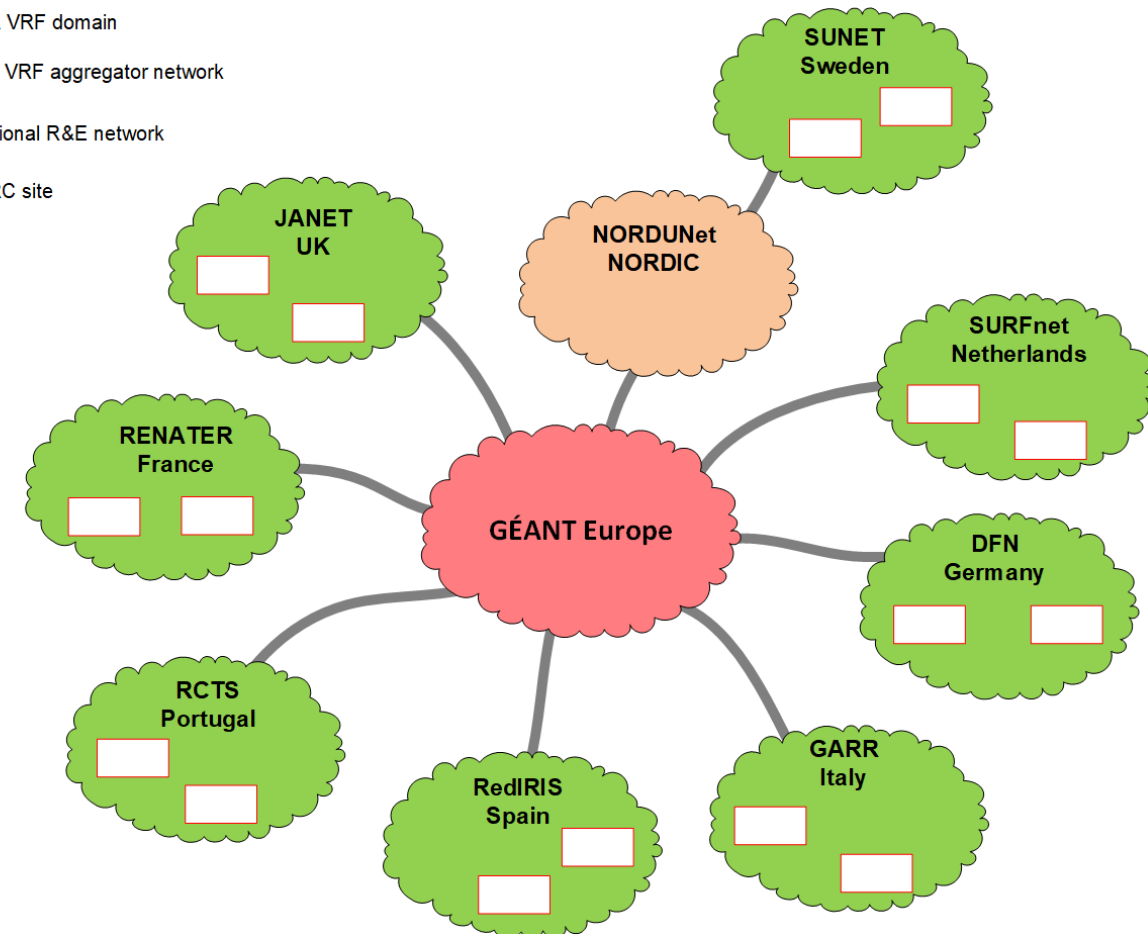 VRF domain
VRF aggregator network
ional R&E network
RC site
SUNET
Sweden
JANET
UK
NORDUNet
NORDIC
SURFnet
Netherlands
RENATER
France
GÉANT Europe
DFN
Germany
RCTS
Portugal
GARR
Italy
RedIRIS
Spain